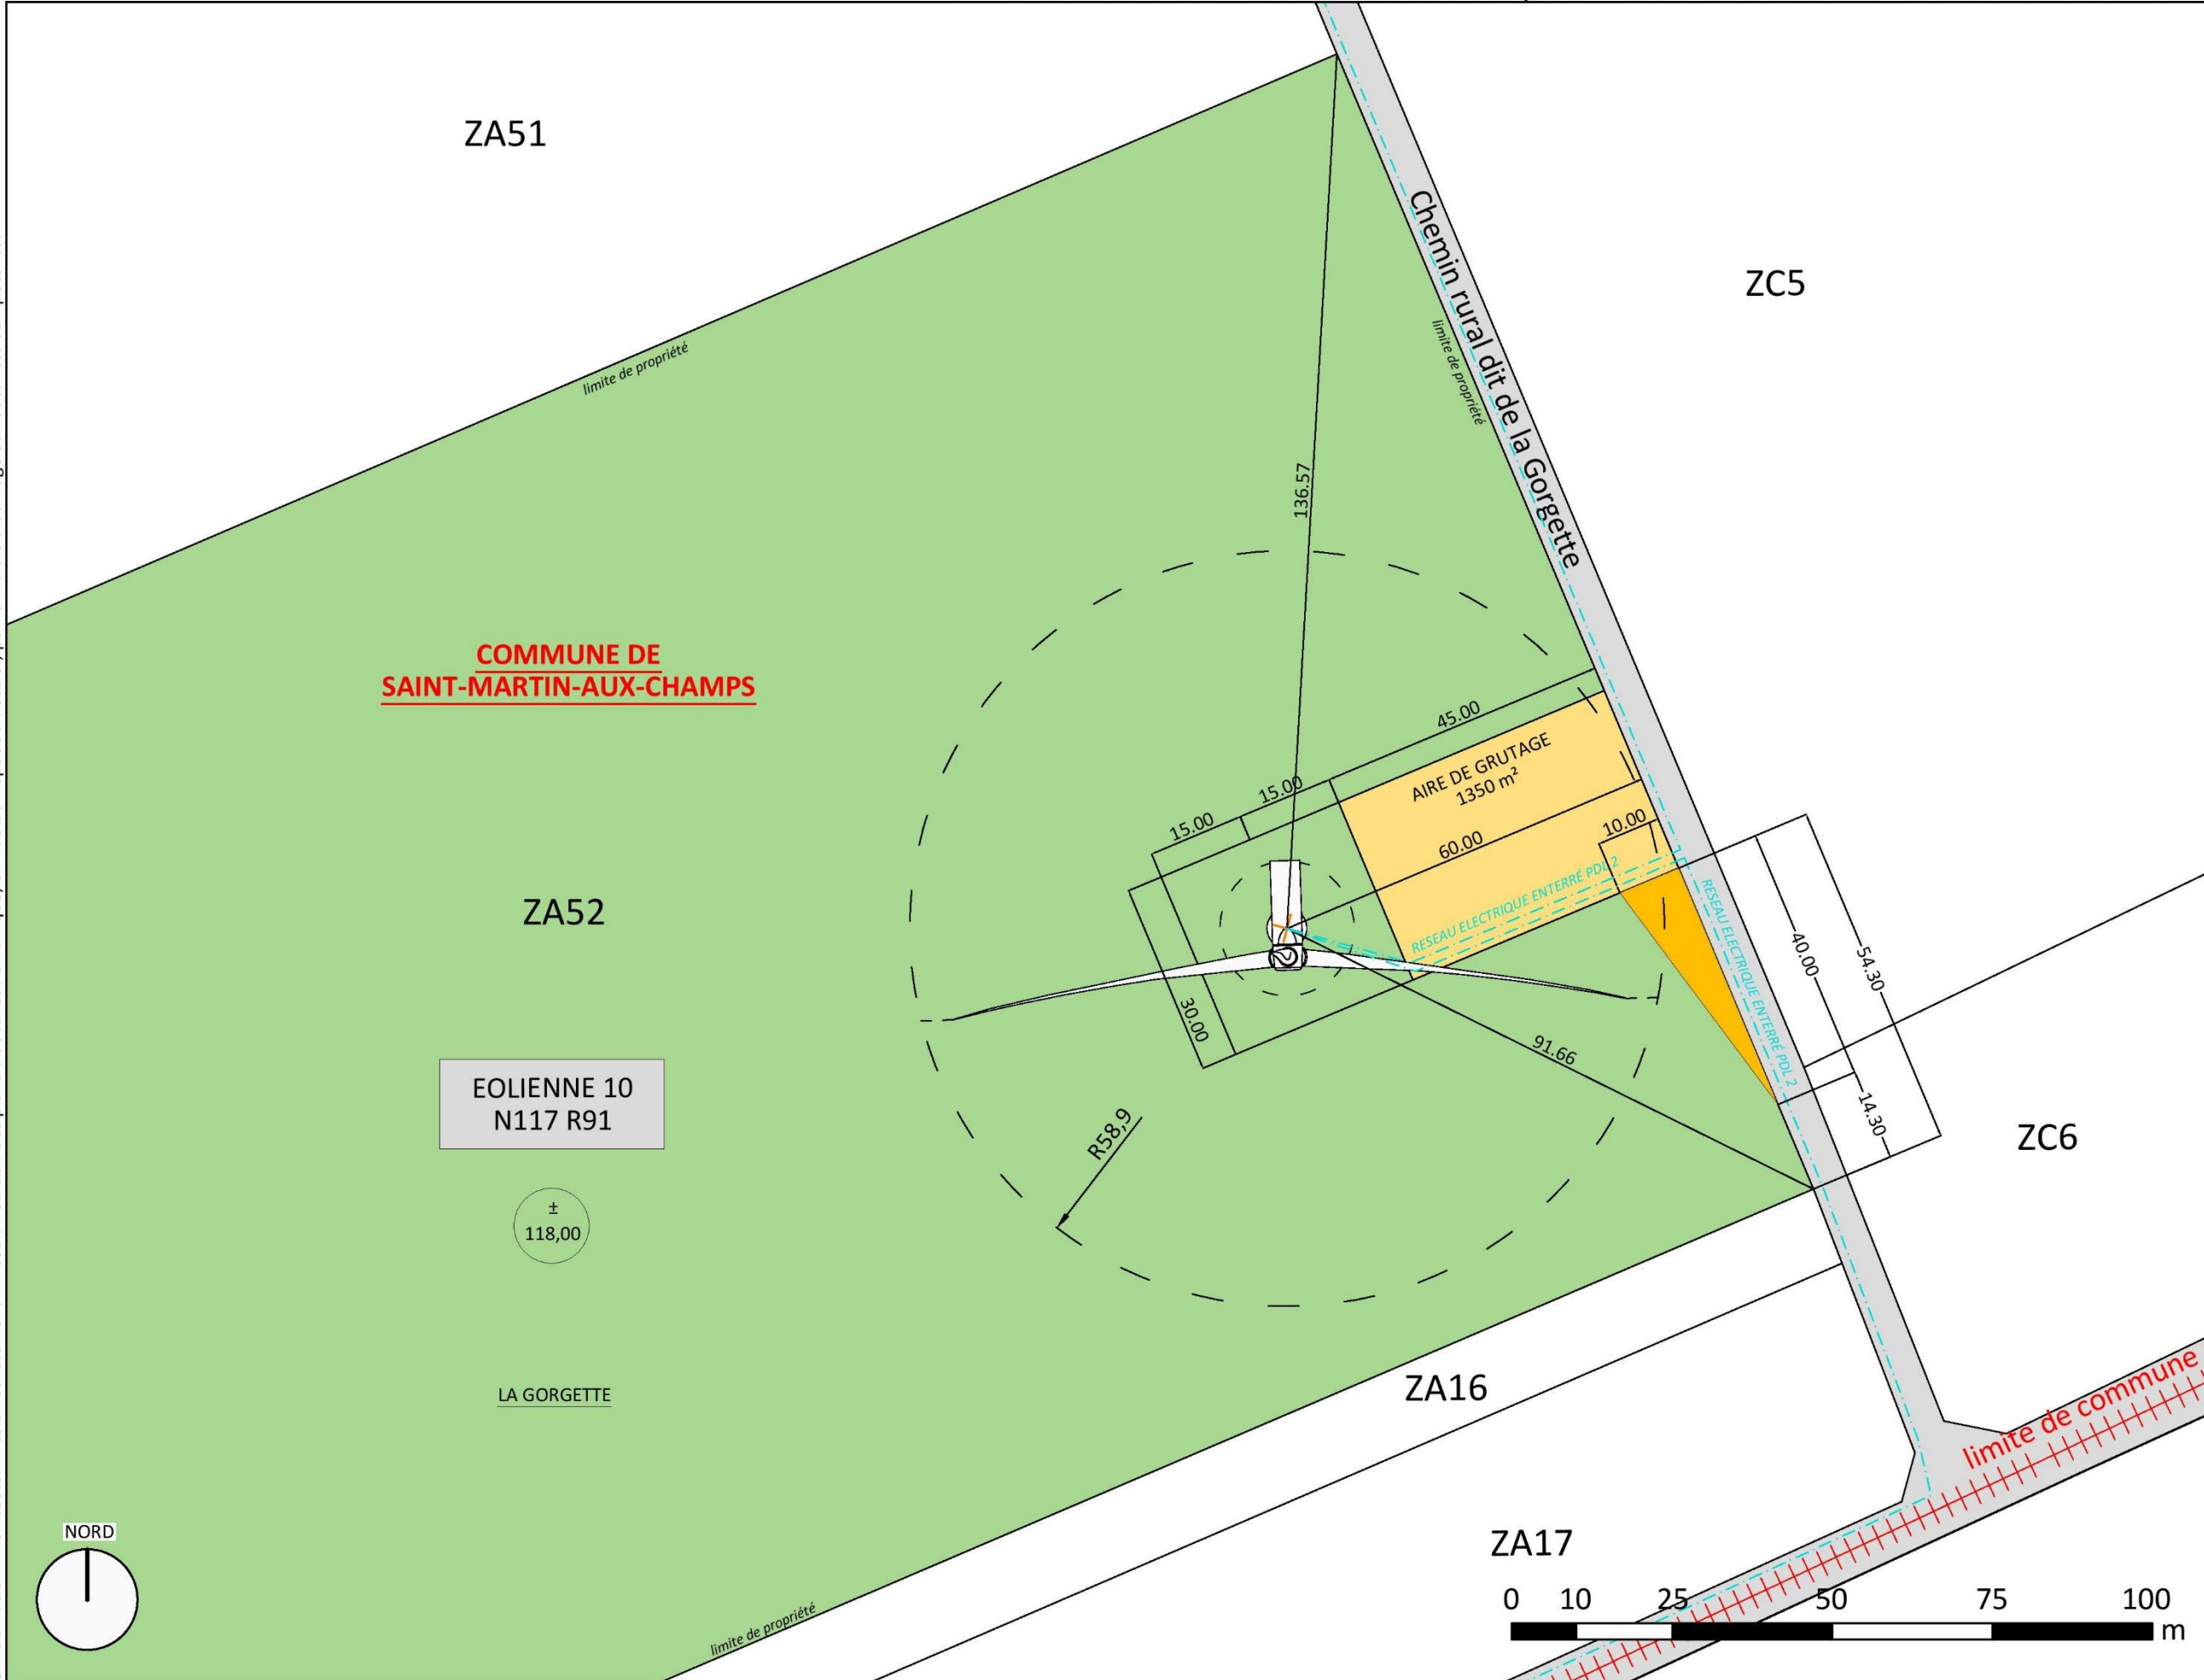 ZA51
Chemin rural dit de la Gorgette
ZC5
limite de propriété
limite de propriété
136.57
COMMUNE DE
SAINT-MARTIN-AUX-CHAMPS
45.00
AIRE DE GRUTAGE
1350 m²
15.00
15.00
10.00
60.00
RESEAU ELECTRIQUE ENTERRÉ PDL 2
RESEAU ELECTRIQUE ENTERRÉ PDL 2
ZA52
40.00
54.30
30.00
91.66
EOLIENNE 10
N117 R91
R58,9
14.30
ZC6
±
118,00
LA GORGETTE
ZA16
limite de commune
NORD
ZA17
limite de propriété
0 10 25 50 75 100
m